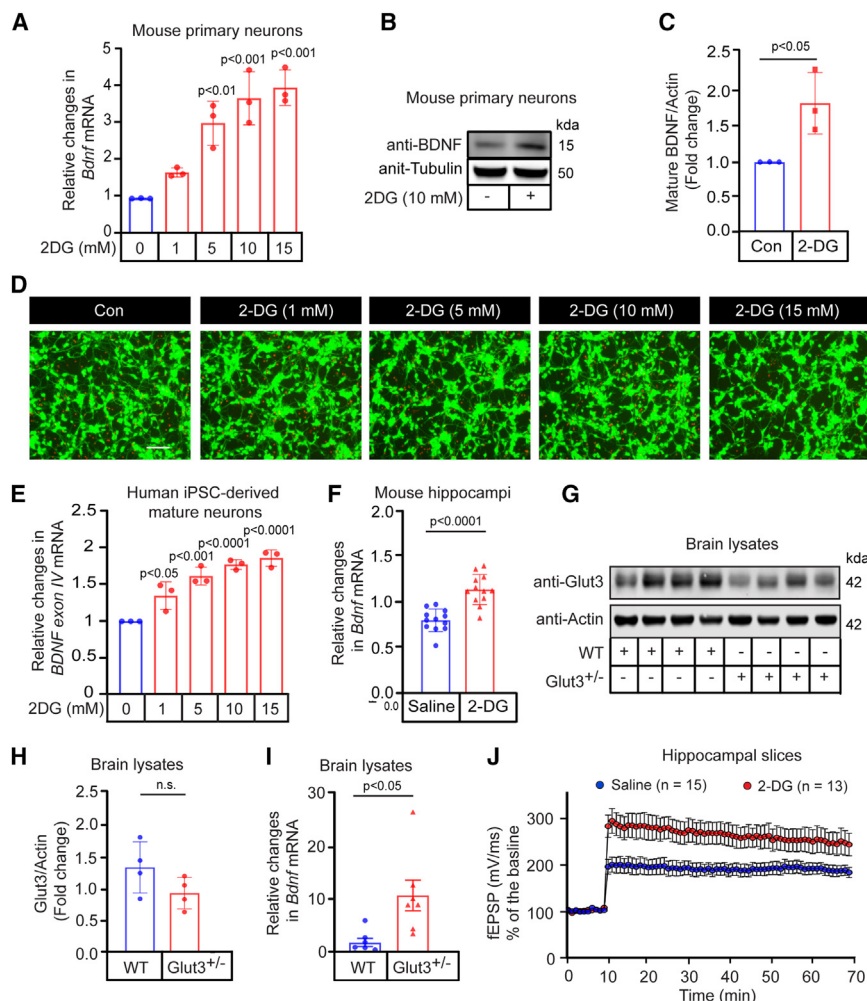 A
Mouse primary neurons
Relative changes in
Bdnf mRNA
5
4
3
2
1
0
p<0.01
p<0.001
p<0.001
2DG (mM) 0 1 5 10 15
B
Mouse primary neurons
kda
anti-BDNF 15
anit-Tubulin 50
2DG (10 mM) - +
C
p<0.05
Mature BDNF/Actin
(Fold change)
2.5
2.0
1.5
1.0
0.5
0
Con 2-DG
D
Con 2-DG (1 mM) 2-DG (5 mM) 2-DG (10 mM) 2-DG (15 mM)
E
Human iPSC-derived
mature neurons
Relative changes in
BDNF exon IV mRNA
2.5
2
1.5
1
0.5
0
p<0.05
p<0.001
p<0.0001
p<0.0001
2DG (mM) 0 1 5 10 15
F
Mouse hippocampi
p<0.0001
Relative changes
in Bdnf mRNA
2.0
1.5
1.0
0.5
0.0
0.0
Saline 2-DG
G
Brain lysates
kda
anti-Glut3 42
anti-Actin 42
WT + + + + - - - -
Glut3+/- - - - - + + + +
H
Brain lysates
n.s.
Glut3/Actin
(Fold change)
2.5
2.0
1.5
1.0
0.5
0.0
WT Glut3+/-
I
Brain lysates
p<0.05
Relative changes
in Bdnf mRNA
30
20
10
0
WT Glut3+/-
J
Hippocampal slices
Saline (n = 15) 2-DG (n = 13)
fEPSP (mV/ms)
% of the basline
300
200
100
0
0 10 20 30 40 50 60 70
Time (min)